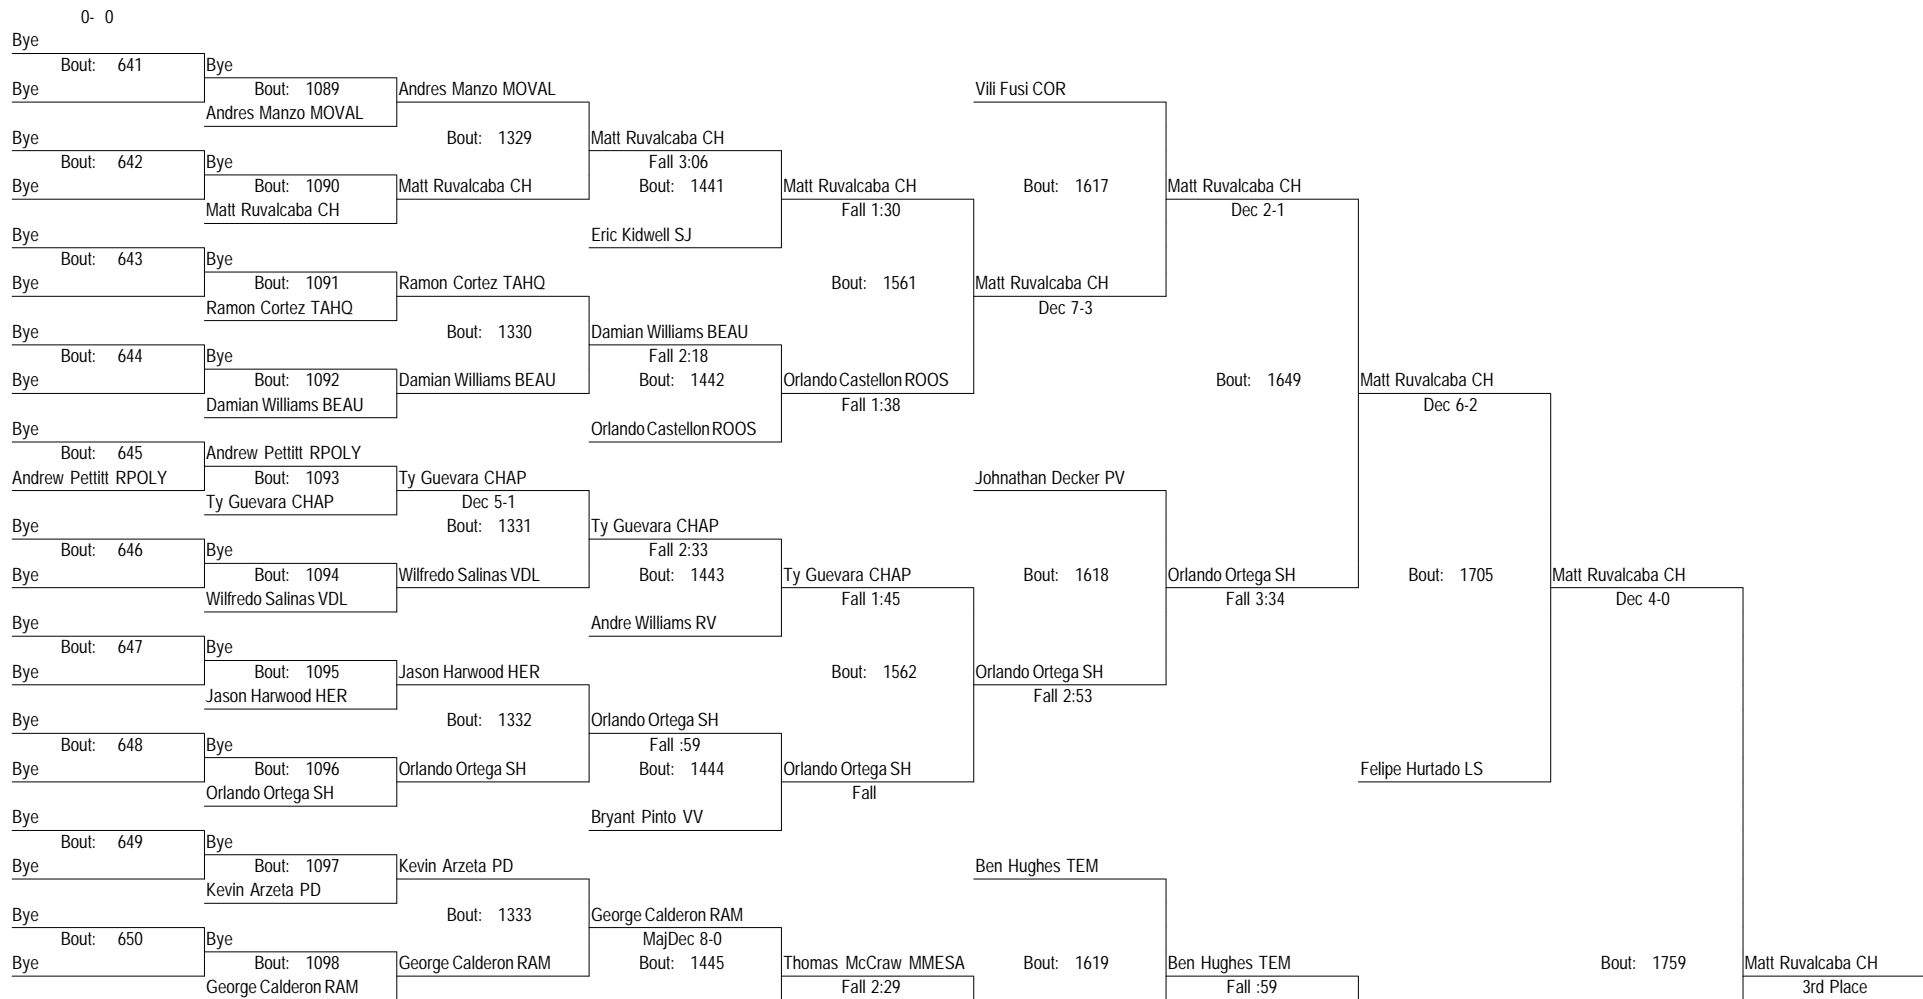 0- 0
Bye
Bout: 641 Bye
Bye Bout: 1089 Andres Manzo MOVAL Vili Fusi COR
Andres Manzo MOVAL
Bye Bout: 1329 Matt Ruvalcaba CH
Bout: 642 Bye Fall 3:06
Bye Bout: 1090 Matt Ruvalcaba CH Bout: 1441 Matt Ruvalcaba CH Bout: 1617 Matt Ruvalcaba CH
Matt Ruvalcaba CH Fall 1:30 Dec 2-1
Bye Eric Kidwell SJ
Bout: 643 Bye
Bye Bout: 1091 Ramon Cortez TAHQ Bout: 1561 Matt Ruvalcaba CH
Ramon Cortez TAHQ Dec 7-3
Bye Bout: 1330 Damian Williams BEAU
Bout: 644 Bye Fall 2:18
Bye Bout: 1092 Damian Williams BEAU Bout: 1442 Orlando Castellon ROOS Bout: 1649 Matt Ruvalcaba CH
Damian Williams BEAU Fall 1:38 Dec 6-2
Bye Orlando Castellon ROOS
Bout: 645 Andrew Pettitt RPOLY
Andrew Pettitt RPOLY Bout: 1093 Ty Guevara CHAP Johnathan Decker PV
Ty Guevara CHAP Dec 5-1
Bye Bout: 1331 Ty Guevara CHAP
Bout: 646 Bye Fall 2:33
Bye Bout: 1094 Wilfredo Salinas VDL Bout: 1443 Ty Guevara CHAP Bout: 1618 Orlando Ortega SH Bout: 1705 Matt Ruvalcaba CH
Wilfredo Salinas VDL Fall 1:45 Fall 3:34 Dec 4-0
Bye Andre Williams RV
Bout: 647 Bye
Bye Bout: 1095 Jason Harwood HER Bout: 1562 Orlando Ortega SH
Jason Harwood HER Fall 2:53
Bye Bout: 1332 Orlando Ortega SH
Bout: 648 Bye Fall :59
Bye Bout: 1096 Orlando Ortega SH Bout: 1444 Orlando Ortega SH Felipe Hurtado LS
Orlando Ortega SH Fall
Bye Bryant Pinto VV
Bout: 649 Bye
Bye Bout: 1097 Kevin Arzeta PD Ben Hughes TEM
Kevin Arzeta PD
Bye Bout: 1333 George Calderon RAM
Bout: 650 Bye MajDec 8-0
Bye Bout: 1098 George Calderon RAM Bout: 1445 Thomas McCraw MMESA Bout: 1619 Ben Hughes TEM Bout: 1759 Matt Ruvalcaba CH
George Calderon RAM Fall 2:29 Fall :59 3rd Place